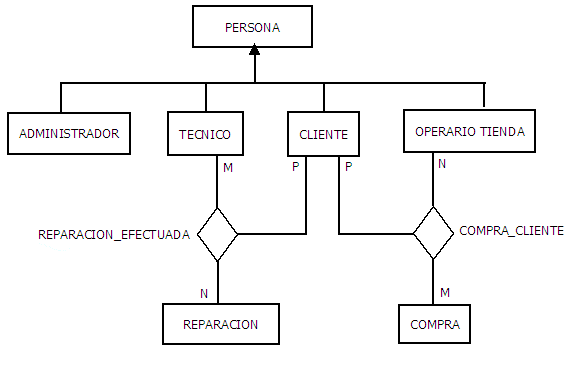 PERSONA
ADMINISTRADOR
TECNICO
CLIENTE
OPERARIO TIENDA
M
P
P
N
REPARACION_EFECTUADA
COMPRA_CLIENTE
N
M
REPARACION
COMPRA